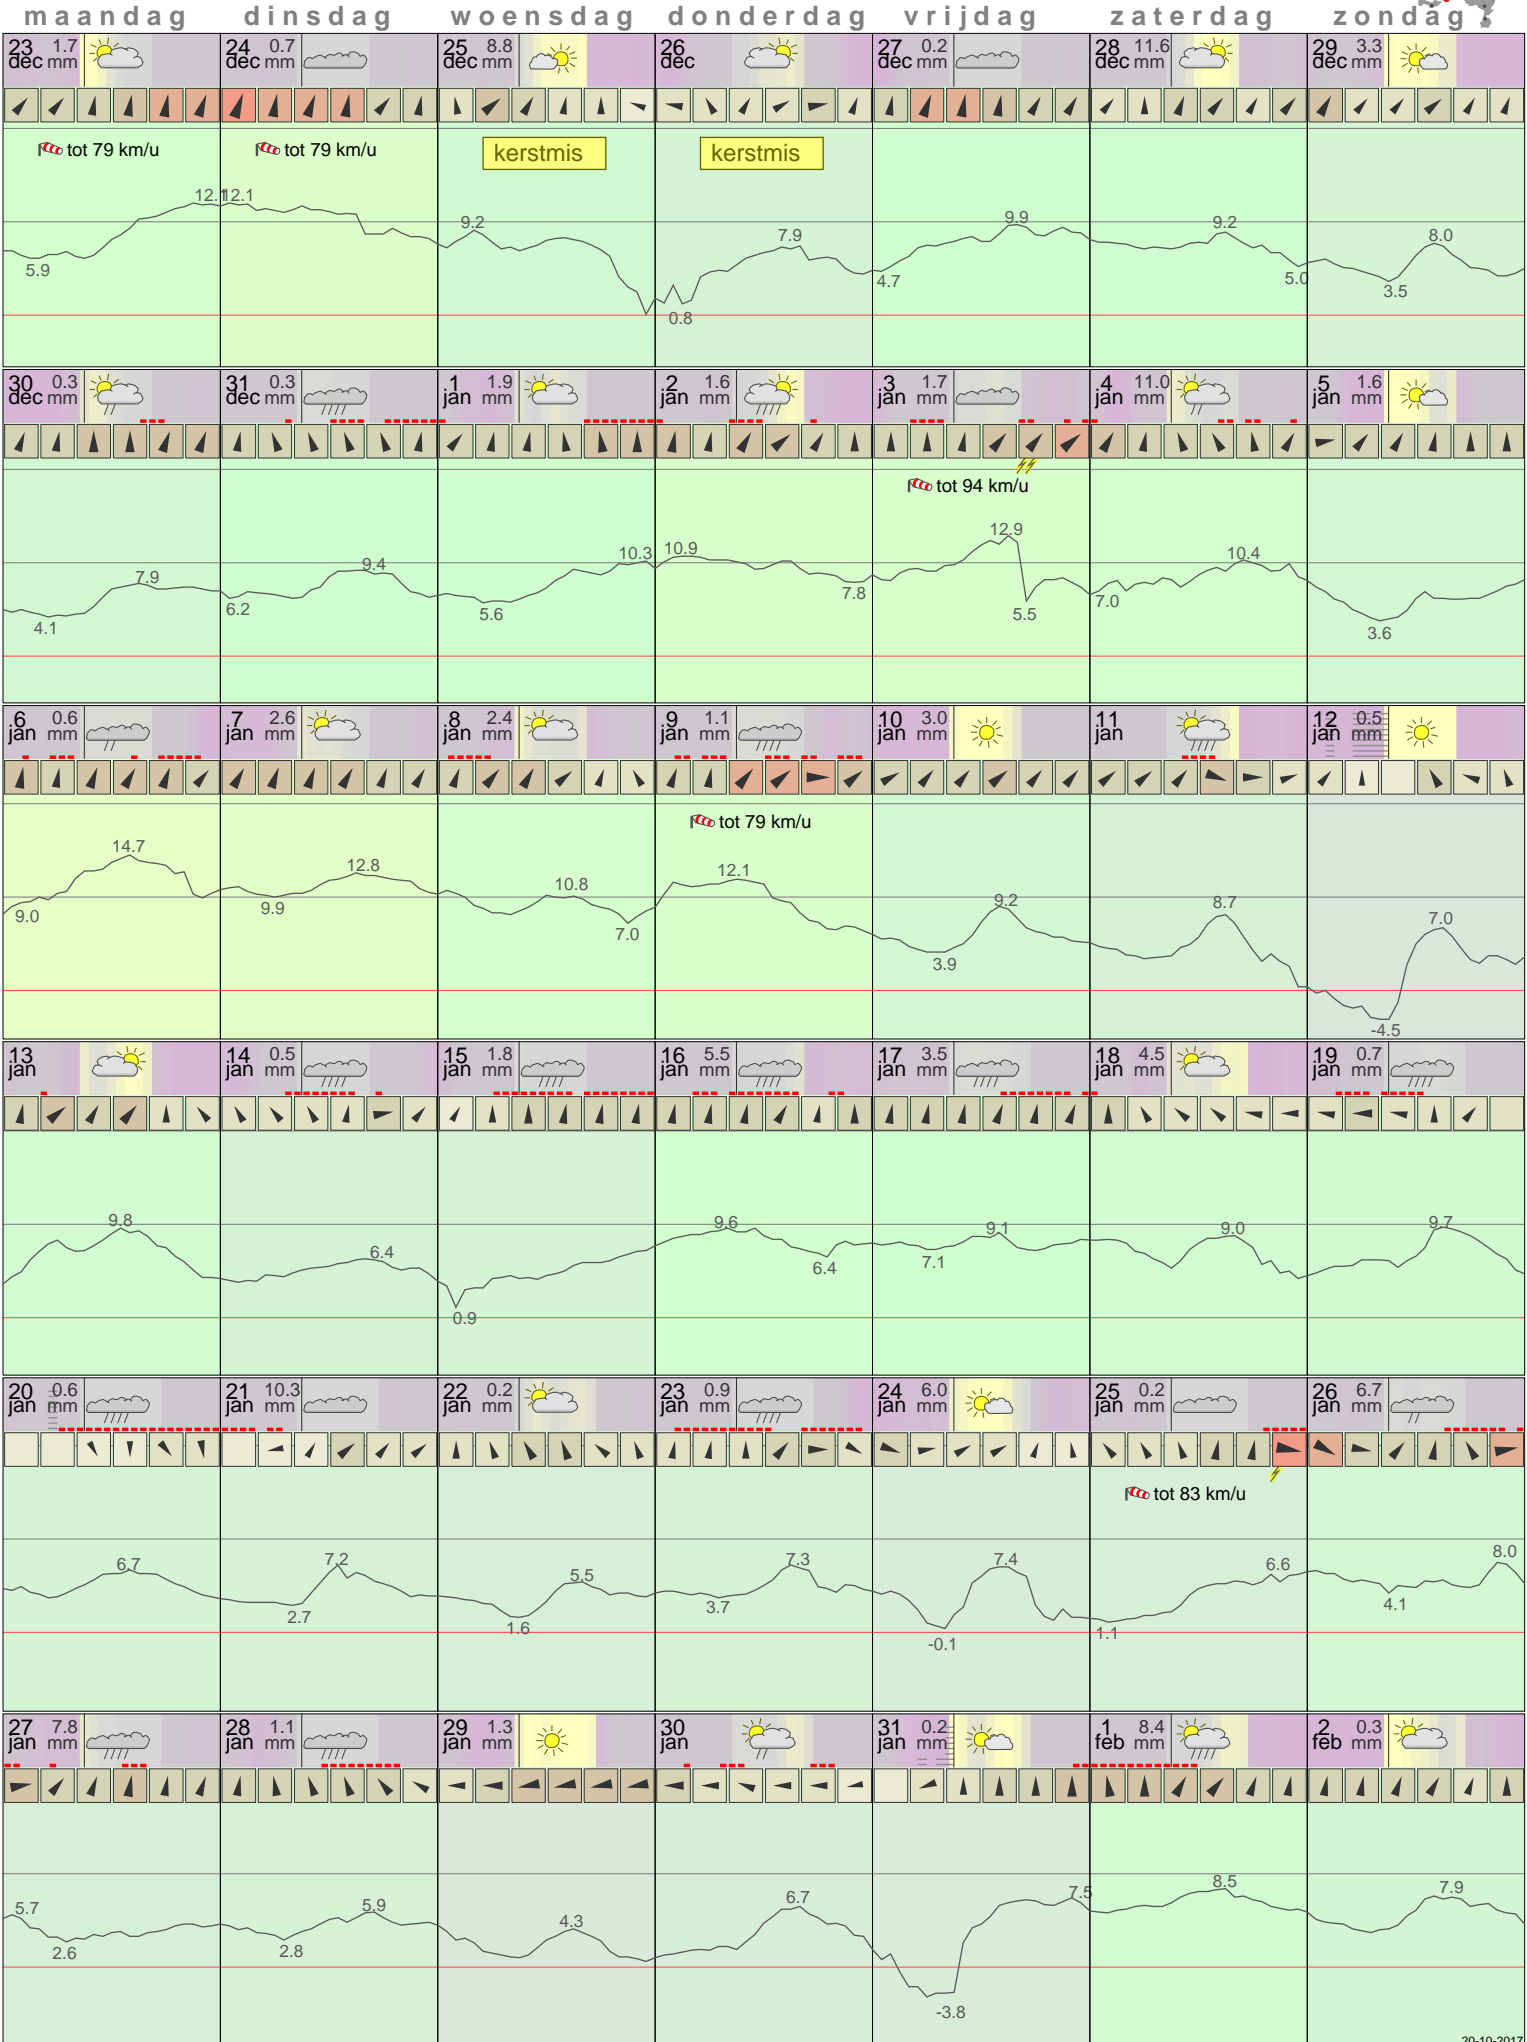 maandag dinsdag woensdag donderdag vrijdag zaterdag zondag
23 dec 1.7 mm 24 dec 0.7 mm 25 dec 8.8 mm 26 dec 27 dec 0.2 mm 28 dec 11.6 mm 29 dec 3.3 mm
tot 79 km/u tot 79 km/u kerstmis kerstmis
5.9 12.1 12.1 9.2 0.8 7.9 4.7 9.9 9.2 5.0 3.5 8.0
30 dec 0.3 mm 31 dec 0.3 mm 1 jan 1.9 mm 2 jan 1.6 mm 3 jan 1.7 mm 4 jan 11.0 mm 5 jan 1.6 mm
tot 94 km/u
4.1 7.9 6.2 9.4 5.6 10.3 10.9 7.8 12.9 5.5 7.0 10.4 3.6
6 jan 0.6 mm 7 jan 2.6 mm 8 jan 2.4 mm 9 jan 1.1 mm 10 jan 3.0 mm 11 jan 12 jan 0.5 mm
tot 79 km/u
9.0 14.7 9.9 12.8 10.8 7.0 12.1 3.9 9.2 8.7 -4.5 7.0
13 jan 14 jan 0.5 mm 15 jan 1.8 mm 16 jan 5.5 mm 17 jan 3.5 mm 18 jan 4.5 mm 19 jan 0.7 mm
9.8 6.4 0.9 9.6 6.4 7.1 9.1 9.0 9.7
20 jan 0.6 mm 21 jan 10.3 mm 22 jan 0.2 mm 23 jan 0.9 mm 24 jan 6.0 mm 25 jan 0.2 mm 26 jan 6.7 mm
tot 83 km/u
6.7 2.7 7.2 1.6 5.5 3.7 7.3 -0.1 7.4 1.1 6.6 4.1 8.0
27 jan 7.8 mm 28 jan 1.1 mm 29 jan 1.3 mm 30 jan 31 jan 0.2 mm 1 feb 8.4 mm 2 feb 0.3 mm
5.7 2.6 2.8 5.9 4.3 6.7 -3.8 7.5 8.5 7.9
20-10-2017